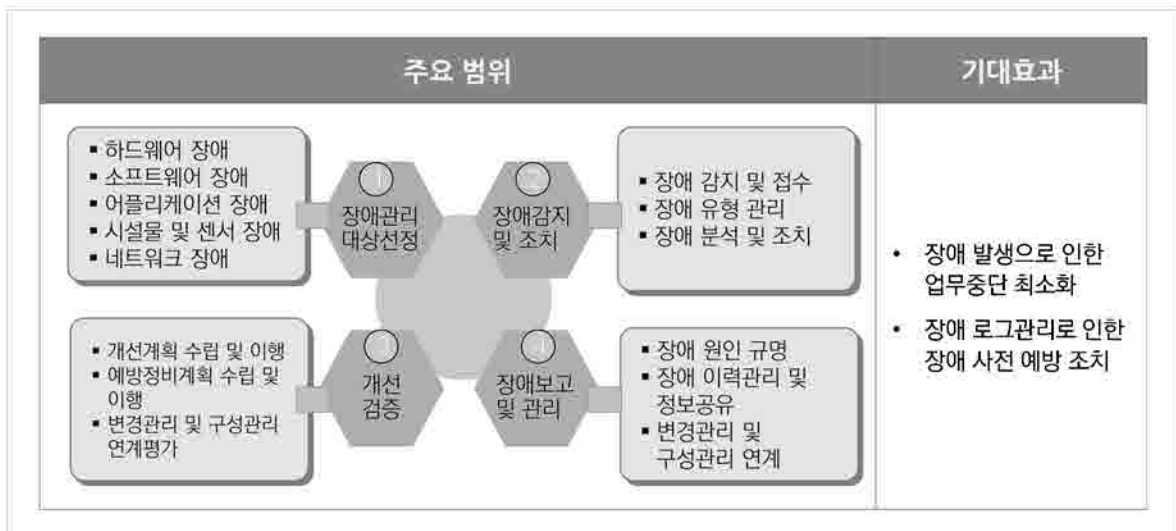 주요 범위
기대효과
▪ 하드웨어 장애
▪ 소프트웨어 장애
▪ 어플리케이션 장애
▪ 시설물 및 센서 장애
▪ 네트워크 장애
1
장애관리
대상선정
2
장애감지
및 조치
▪ 장애 감지 및 접수
▪ 장애 유형 관리
▪ 장애 분석 및 조치
▪ 개선계획 수립 및 이행
▪ 예방정비계획 수립 및
이행
▪ 변경관리 및 구성관리
연계평가
3
개선
검증
4
장애보고
및 관리
▪ 장애 원인 규명
▪ 장애 이력관리 및
정보공유
▪ 변경관리 및
구성관리 연계
• 장애 발생으로 인한
업무중단 최소화
• 장애 로그관리로 인한
장애 사전 예방 조치